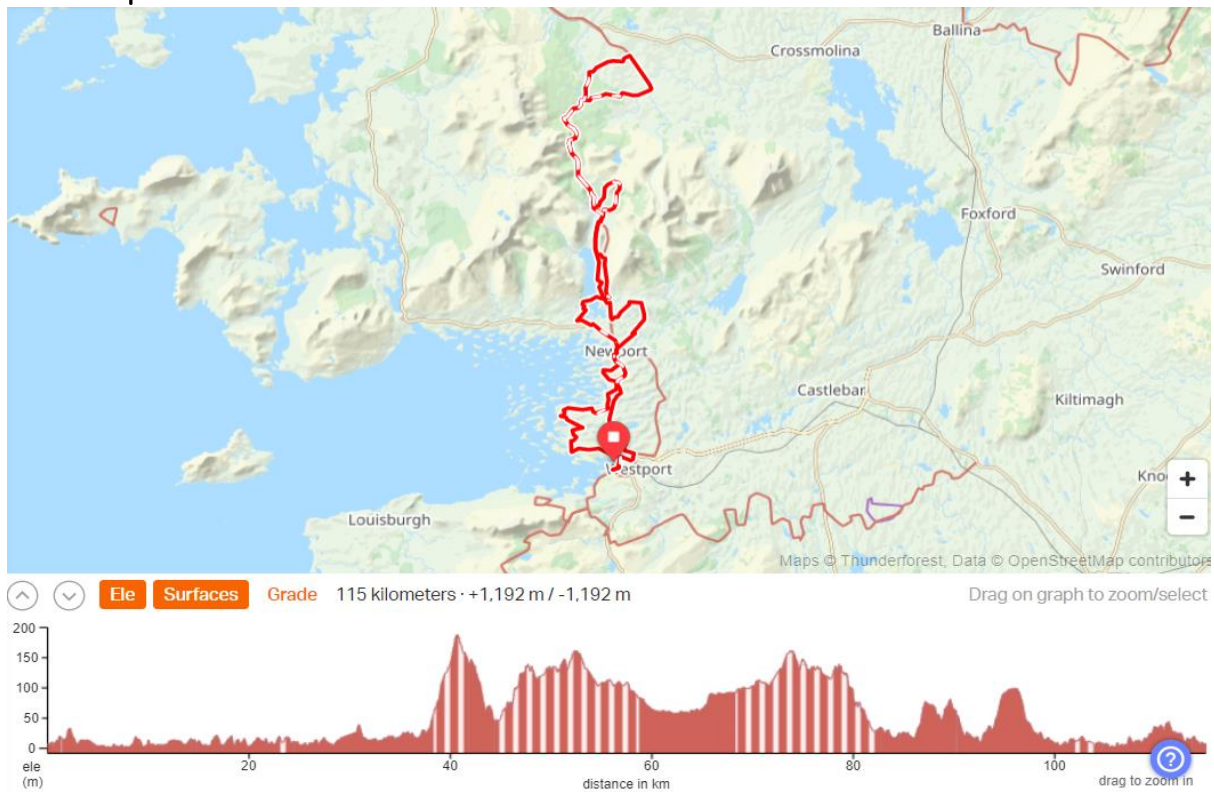 Crossmolina
Ballina
Foxford
Swinford
Newport
Castlebar
Kiltimagh
Westport
Louisburgh
Kno
+
−
Maps © Thunderforest, Data © OpenStreetMap contributors
Ele Surfaces Grade 115 kilometers · +1,192 m / -1,192 m Drag on graph to zoom/select
200
150
100
50
0
ele
(m)
20 40 60 80 100
distance in km
drag to zoom in
?